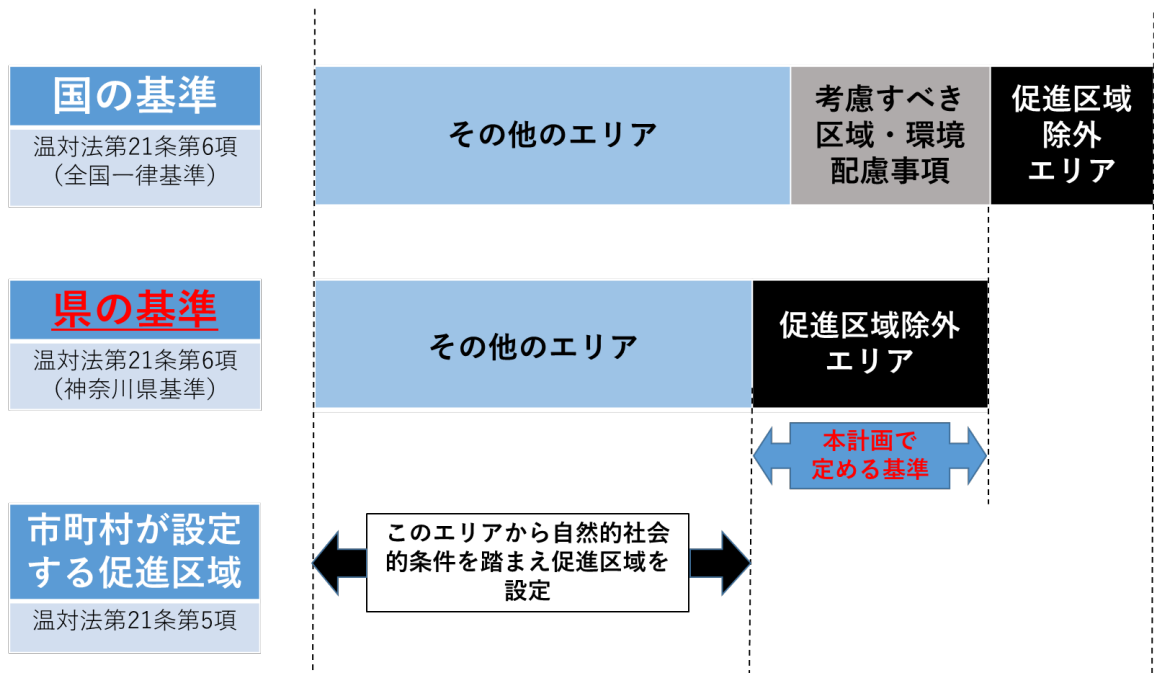 国の基準
温対法第21条第6項
(全国一律基準)
その他のエリア
考慮すべき
区域・環境
配慮事項
促進区域
除外
エリア
県の基準
温対法第21条第6項
(神奈川県基準)
その他のエリア
促進区域除外
エリア
本計画で
定める基準
市町村が設定
する促進区域
温対法第21条第5項
このエリアから自然的社会
的条件を踏まえ促進区域を
設定